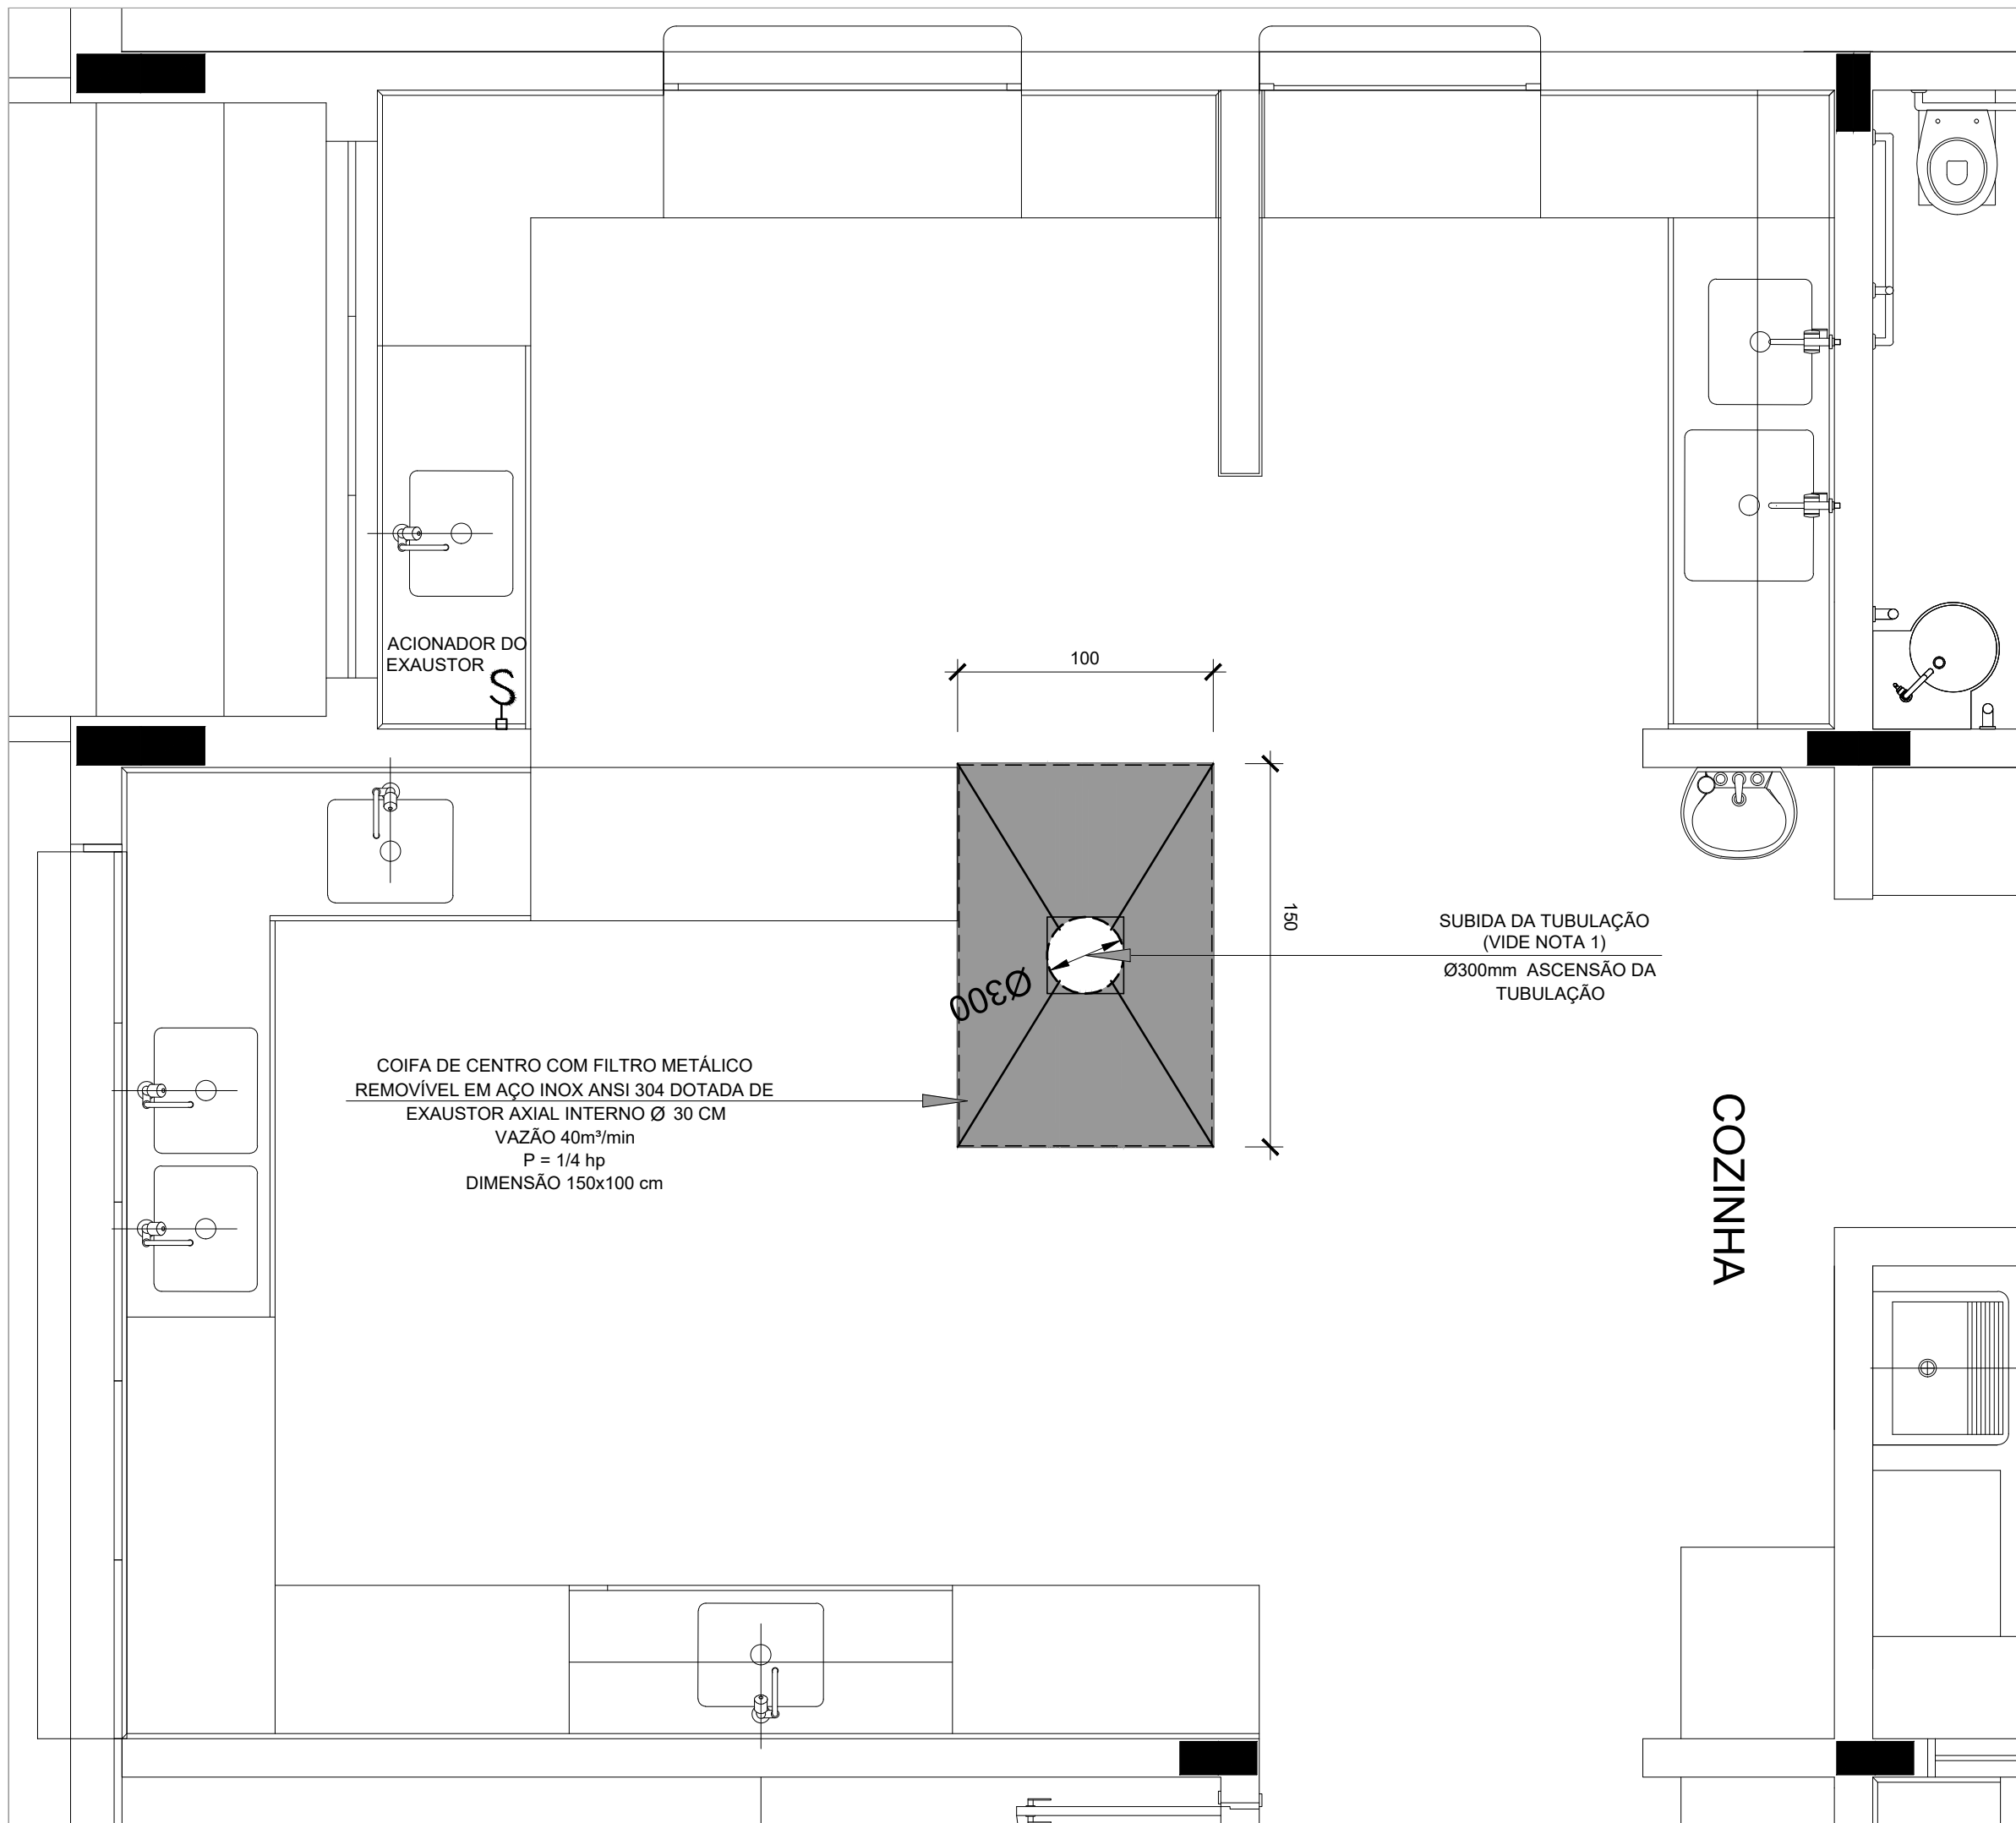 ACIONADOR DO
EXAUSTOR
S
100
150
SUBIDA DA TUBULAÇÃO
(VIDE NOTA 1)
Ø300mm ASCENSÃO DA
TUBULAÇÃO
Ø300
COIFA DE CENTRO COM FILTRO METÁLICO
REMOVÍVEL EM AÇO INOX ANSI 304 DOTADA DE
EXAUSTOR AXIAL INTERNO Ø 30 CM
VAZÃO 40m³/min
P = 1/4 hp
DIMENSÃO 150x100 cm
COZINHA